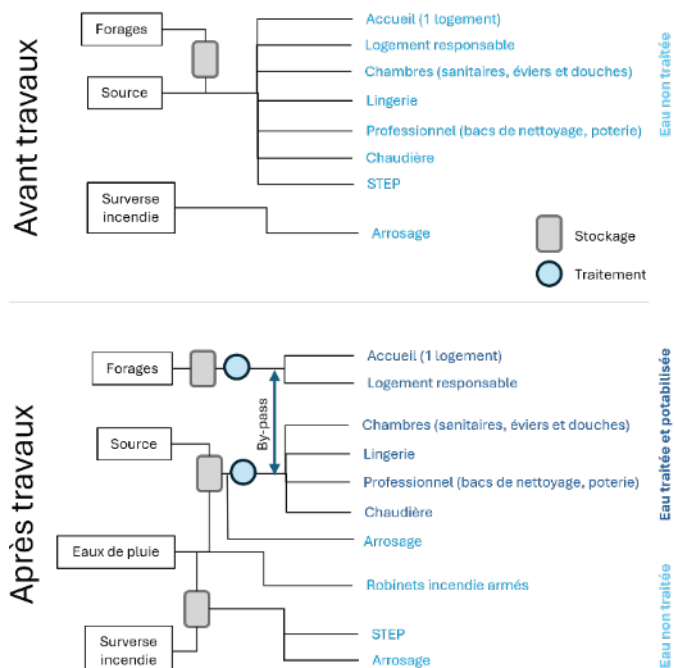 Avant travaux
Forages
Source
Surverse
incendie
Accueil (1 logement)
Logement responsable
Chambres (sanitaires, éviers et douches)
Lingerie
Professionnel (bacs de nettoyage, poterie)
Chaudière
STEP
Arrosage
Eau non traitée
Stockage
Traitement
Après travaux
Forages
Source
Eaux de pluie
Surverse
incendie
By-pass
Accueil (1 logement)
Logement responsable
Chambres (sanitaires, éviers et douches)
Lingerie
Professionnel (bacs de nettoyage, poterie)
Chaudière
Arrosage
Robinets incendie armés
STEP
Arrosage
Eau traitée et potabilisée
Eau non traitée